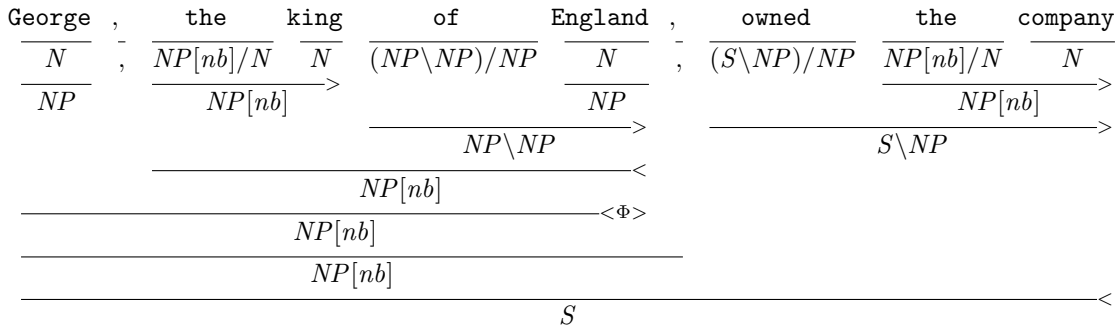 George , the king of England , owned the company
N , NP[nb]/N N (NP\NP)/NP N , (S\NP)/NP NP[nb]/N N
NP NP[nb] > NP NP[nb] >
NP\NP > S\NP >
NP[nb] <
NP[nb] <Φ>
NP[nb]
S <